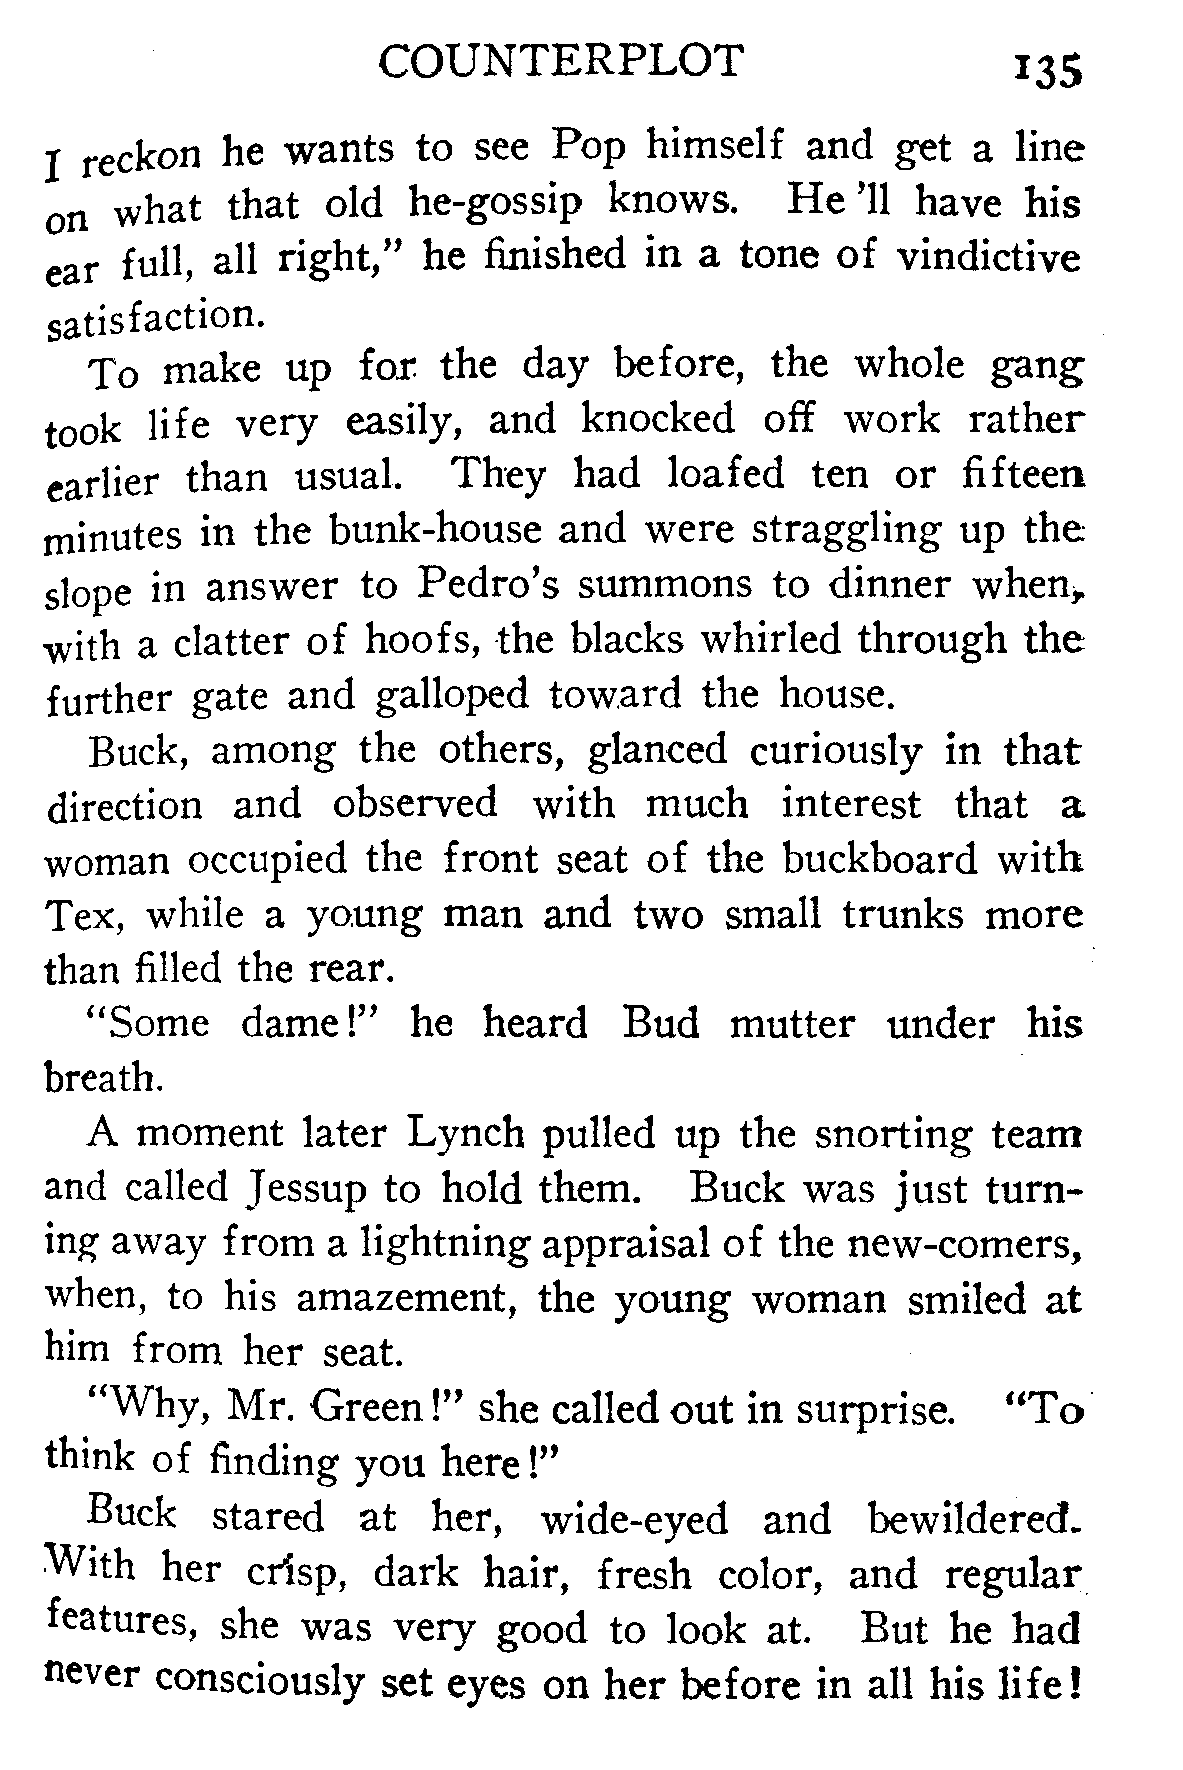 COUNTERPLOT 135
I reckon he wants to see Pop himself and get a line
on what that old he-gossip knows. He 'll have his
ear full, all right,” he finished in a tone of vindictive
satisfaction.
To make up for the day before, the whole gang
took life very easily, and knocked off work rather
earlier than usual. They had loafed ten or fifteen
minutes in the bunk-house and were straggling up the
slope in answer to Pedro's summons to dinner when,
with a clatter of hoofs, the blacks whirled through the
further gate and galloped toward the house.
Buck, among the others, glanced curiously in that
direction and observed with much interest that a
woman occupied the front seat of the buckboard with
Tex, while a young man and two small trunks more
than filled the rear.
“Some dame!” he heard Bud mutter under his
breath.
A moment later Lynch pulled up the snorting team
and called Jessup to hold them. Buck was just turn-
ing away from a lightning appraisal of the new-comers,
when, to his amazement, the young woman smiled at
him from her seat.
“Why, Mr. Green!” she called out in surprise. “To
think of finding you here!”
Buck stared at her, wide-eyed and bewildered.
With her crisp, dark hair, fresh color, and regular
features, she was very good to look at. But he had
never consciously set eyes on her before in all his life!